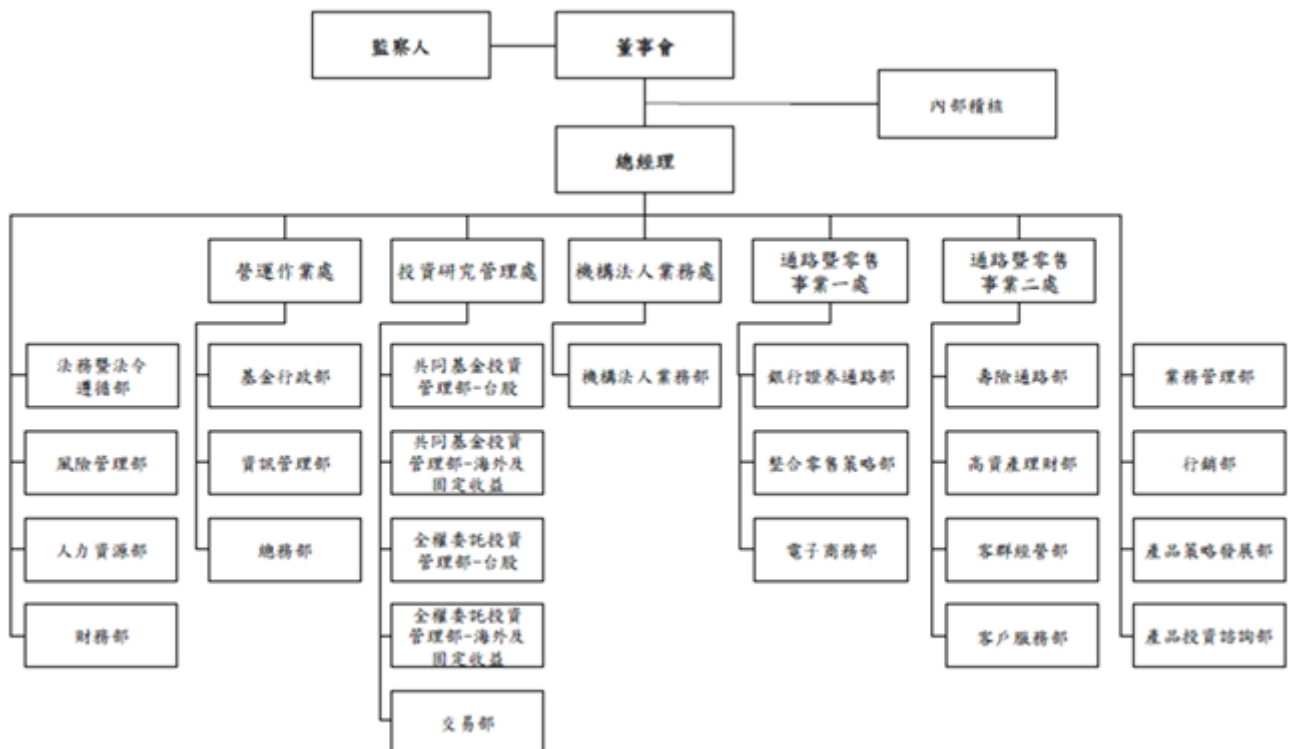 監察人
董事會
內部稽核
總經理
營運作業處
投資研究管理處
機構法人業務處
通路暨零售
事業一處
通路暨零售
事業二處
法務暨法令
遵循部
風險管理部
人力資源部
財務部
基金行政部
資訊管理部
總務部
共同基金投資
管理部-台股
共同基金投資
管理部-海外及
固定收益
全權委託投資
管理部-台股
全權委託投資
管理部-海外及
固定收益
交易部
機構法人業務部
銀行證券通路部
整合零售策略部
電子商務部
壽險通路部
高資產理財部
客群經營部
客戶服務部
業務管理部
行銷部
產品策略發展部
產品投資諮詢部